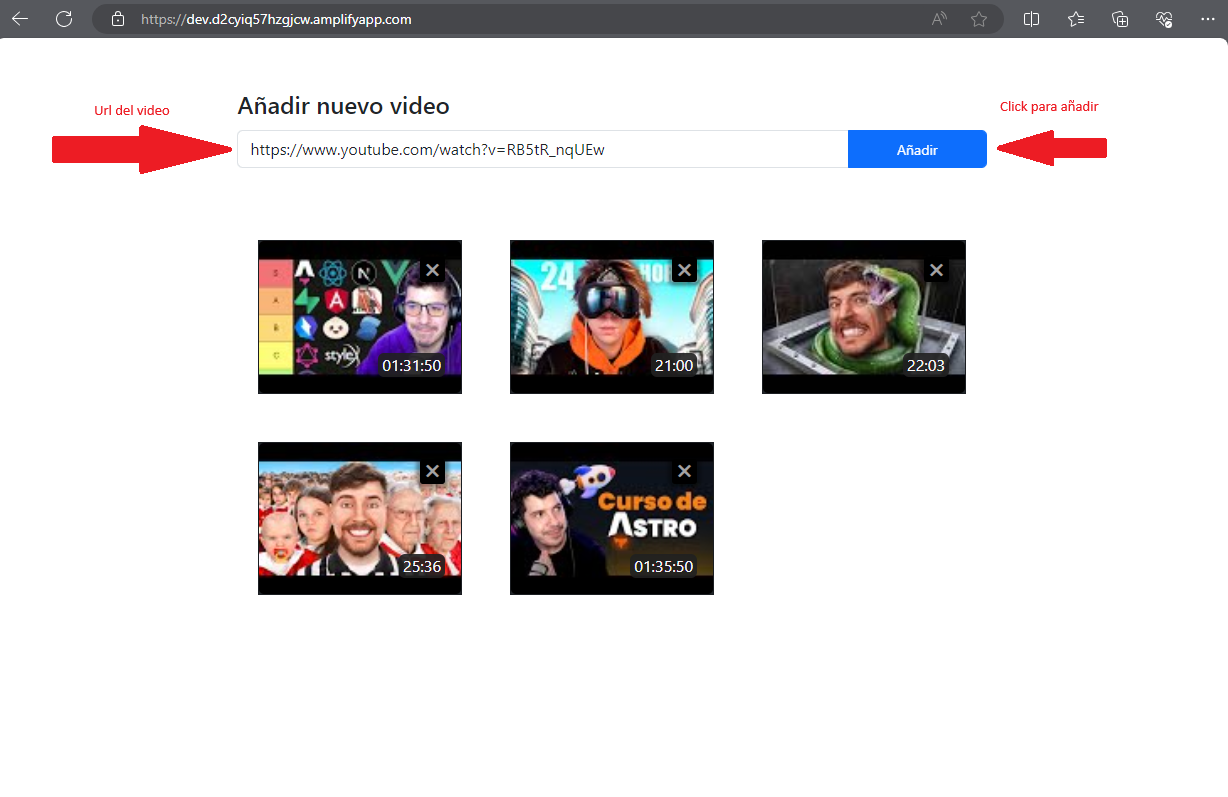 https://dev.d2cyiq57hzgjcw.amplifyapp.com
Url del video
Añadir nuevo video
Click para añadir
https://www.youtube.com/watch?v=RB5tR_nqUEw
Añadir
S
A
B
C
N
style
01:31:50
24 HOR
21:00
22:03
25:36
Curso de
ASTRO
01:35:50